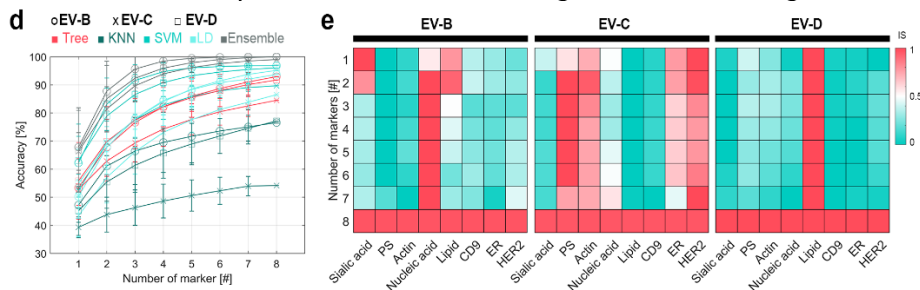 d
○EV-B ×EV-C □EV-D
Tree KNN SVM LD Ensemble
Accuracy [%]
100
90
80
70
60
50
40
30
1 2 3 4 5 6 7 8
Number of marker [#]
e
EV-B EV-C EV-D
Number of markers [#]
1
2
3
4
5
6
7
8
Sialic acid PS Actin Nucleic acid Lipid CD9 ER HER2
Sialic acid PS Actin Nucleic acid Lipid CD9 ER HER2
Sialic acid PS Actin Nucleic acid Lipid CD9 ER HER2
IS
1
0.5
0